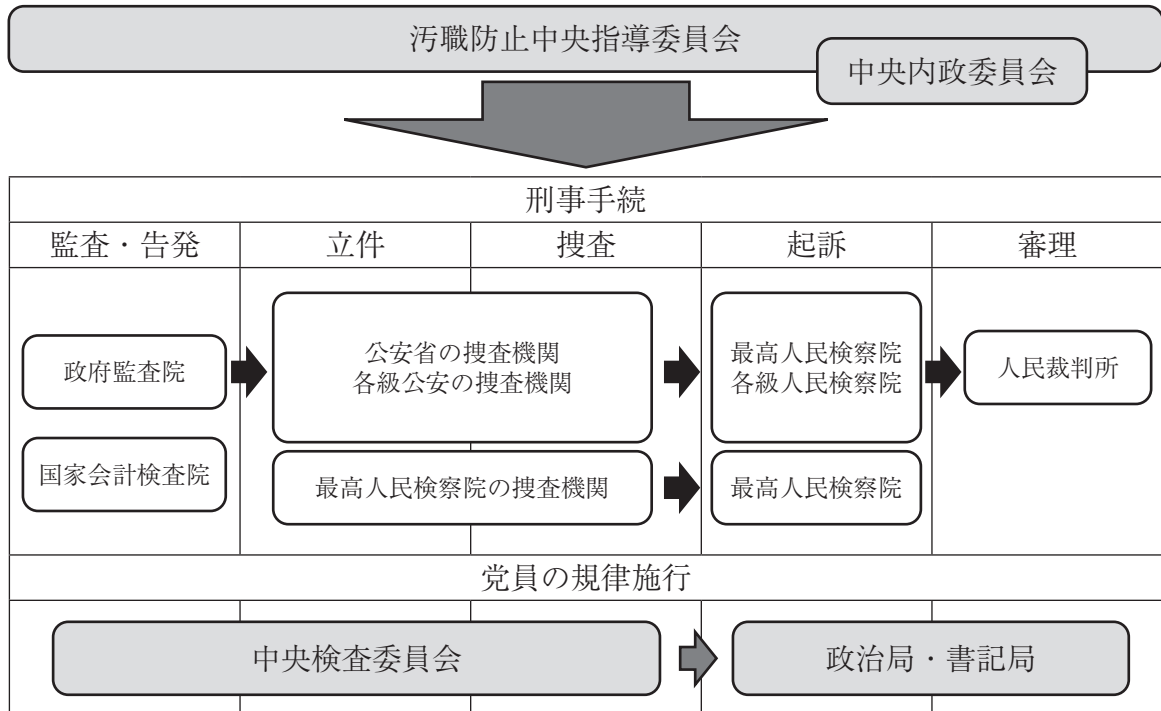 汚職防止中央指導委員会
中央内政委員会
刑事手続
監査・告発
立件
捜査
起訴
審理
政府監査院
国家会計検査院
公安省の捜査機関
各級公安の捜査機関
最高人民検察院の捜査機関
最高人民検察院
各級人民検察院
最高人民検察院
人民裁判所
党員の規律施行
中央検査委員会
政治局・書記局